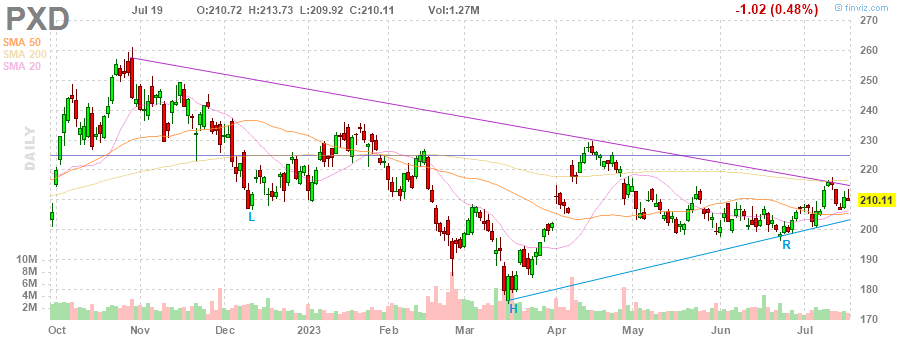 PXD Jul 19 O:210.72 H:213.73 L:209.92 C:210.11 Vol:1.27M -1.02 (0.48%) © finviz.com
SMA 50
SMA 200
SMA 20
DAILY
270
260
250
240
230
220
210.11
200
190
180
170
10M
8M
6M
4M
2M
L
H
R
Oct Nov Dec 2023 Feb Mar Apr May Jun Jul